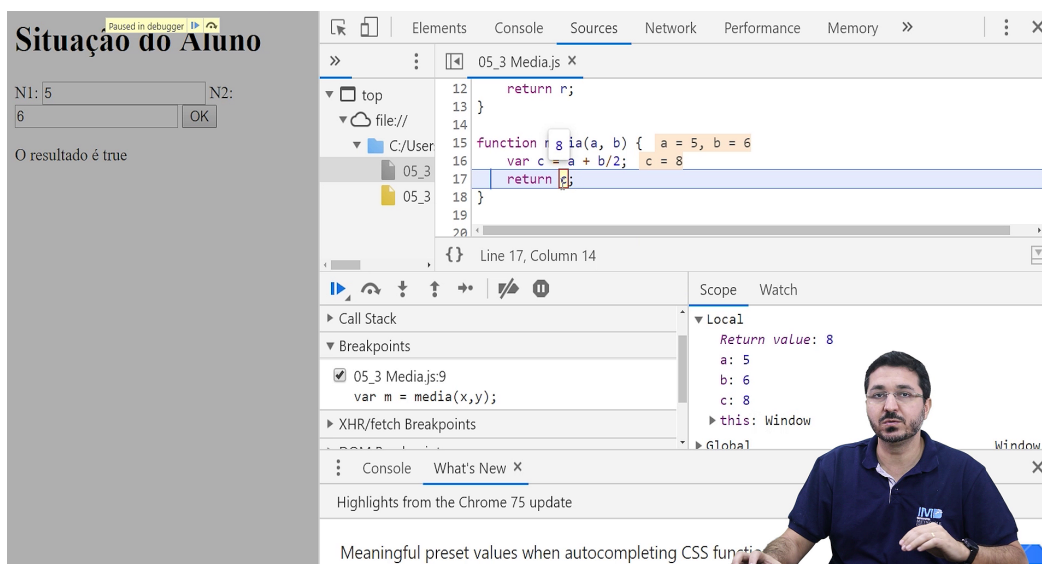 Paused in debugger
Situação do Aluno
N1: 5 N2:
6 OK
O resultado é true
Elements Console Sources Network Performance Memory »
» 05_3 Media.js ×
top
file://
C:/User
05_3
05_3
12 return r;
13 }
14
15 function m 8 ia(a, b) { a = 5, b = 6
16 var c = a + b/2; c = 8
17 return c;
18 }
19
20
{} Line 17, Column 14
Call Stack
Breakpoints
05_3 Media.js:9
var m = media(x,y);
XHR/fetch Breakpoints
Scope Watch
Local
Return value: 8
a: 5
b: 6
c: 8
this: Window
Global Window
Console What's New ×
Highlights from the Chrome 75 update
Meaningful preset values when autocompleting CSS
IMB